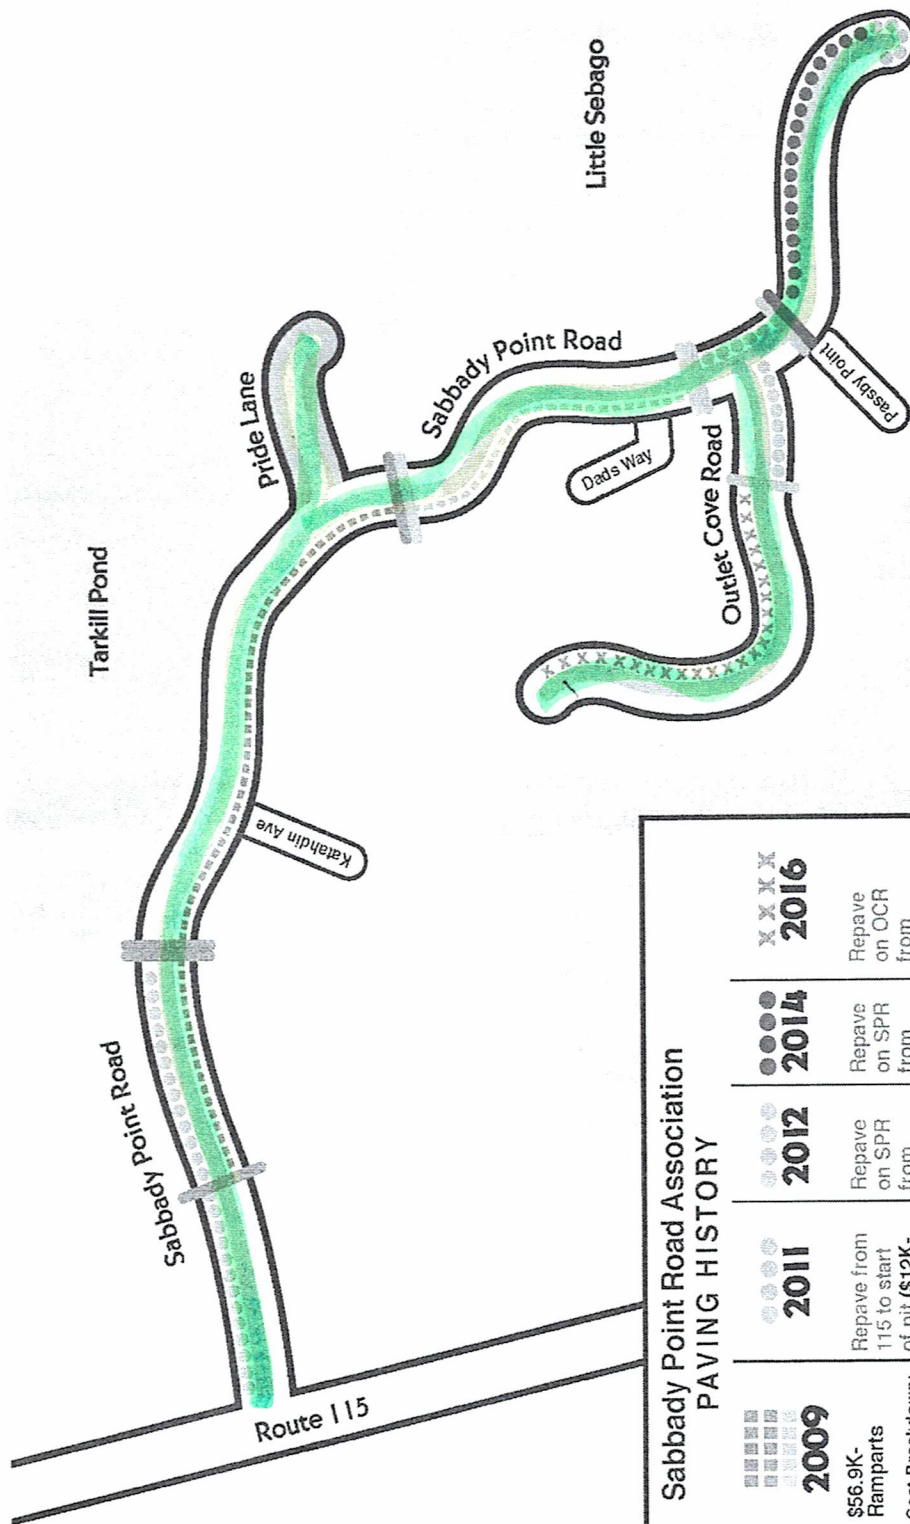 Little Sebago
Tarkill Pond
Pride Lane
Sabbady Point Road
Sabbady Point Road
Dads Way
Outlet Cove Road
Passby Point
Katahdin Ave
Route 115
Sabbady Point Road Association
PAVING HISTORY
2009
$56.9K-
Ramparts
2011
Repave from
115 to start
2012
Repave
on SPR
from
2014
Repave
on SPR
from
2016
X X X X
Repave
on OCR
from